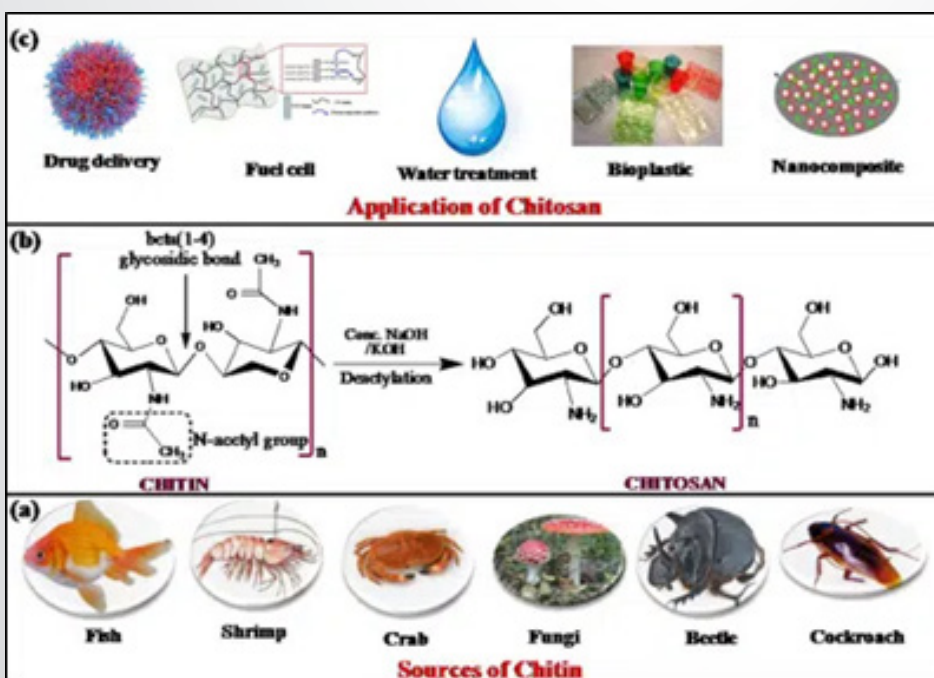 (c)
Drug delivery
Fuel cell
Water treatment
Bioplastic
Nanocomposite
Application of Chitosan
(b)
beta(1-4)
glycosidic bond
CH3
O
NH
OH
HO
O
O
O
HO
O
NH
O
CH3
N-acetyl group
n
CHITIN
Conc. NaOH
/KOH
Deactylation
OH
OH
OH
HO
O
O
O
O
O
OH
HO
NH2
HO
NH2
HO
NH2
n
CHITOSAN
(a)
Fish
Shrimp
Crab
Fungi
Beetle
Cockroach
Sources of Chitin